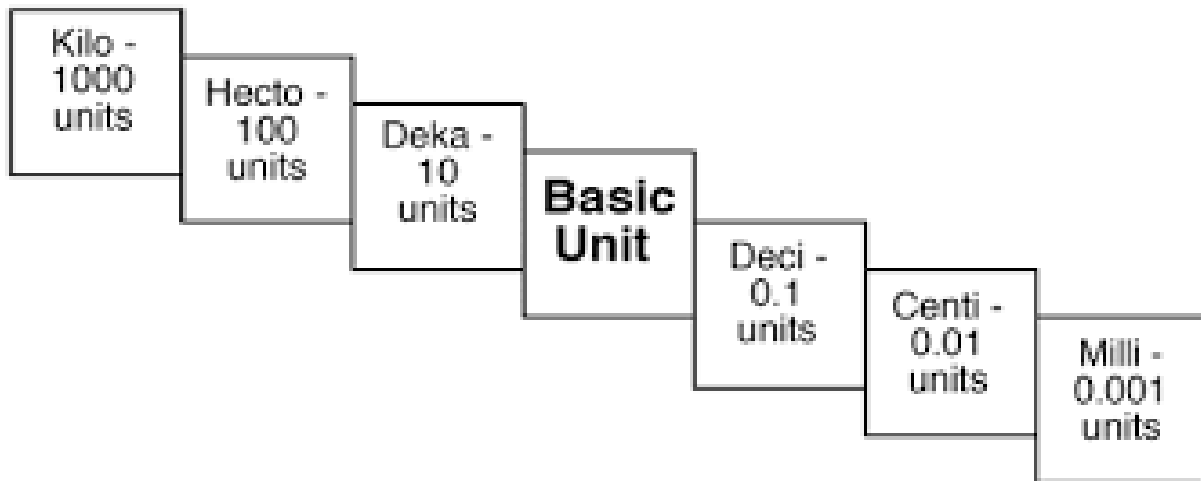 Kilo -
1000
units
Hecto -
100
units
Deka -
10
units
Basic
Unit
Deci -
0.1
units
Centi -
0.01
units
Milli -
0.001
units